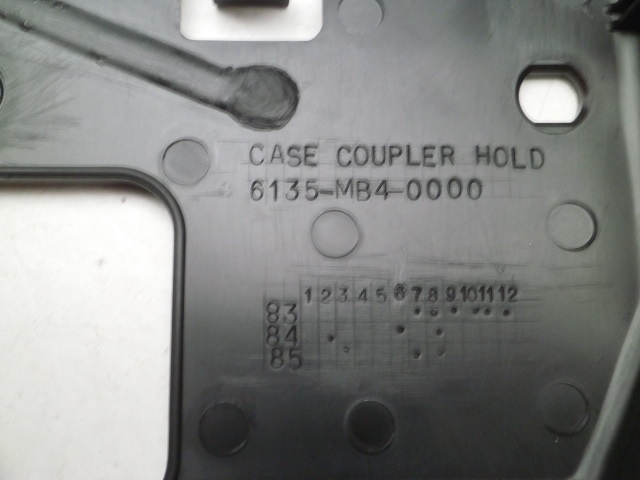 CASE COUPLER HOLD
6135-MB4-0000
1 2 3 4 5 6 7 8 9 10 11 12
83
84
85